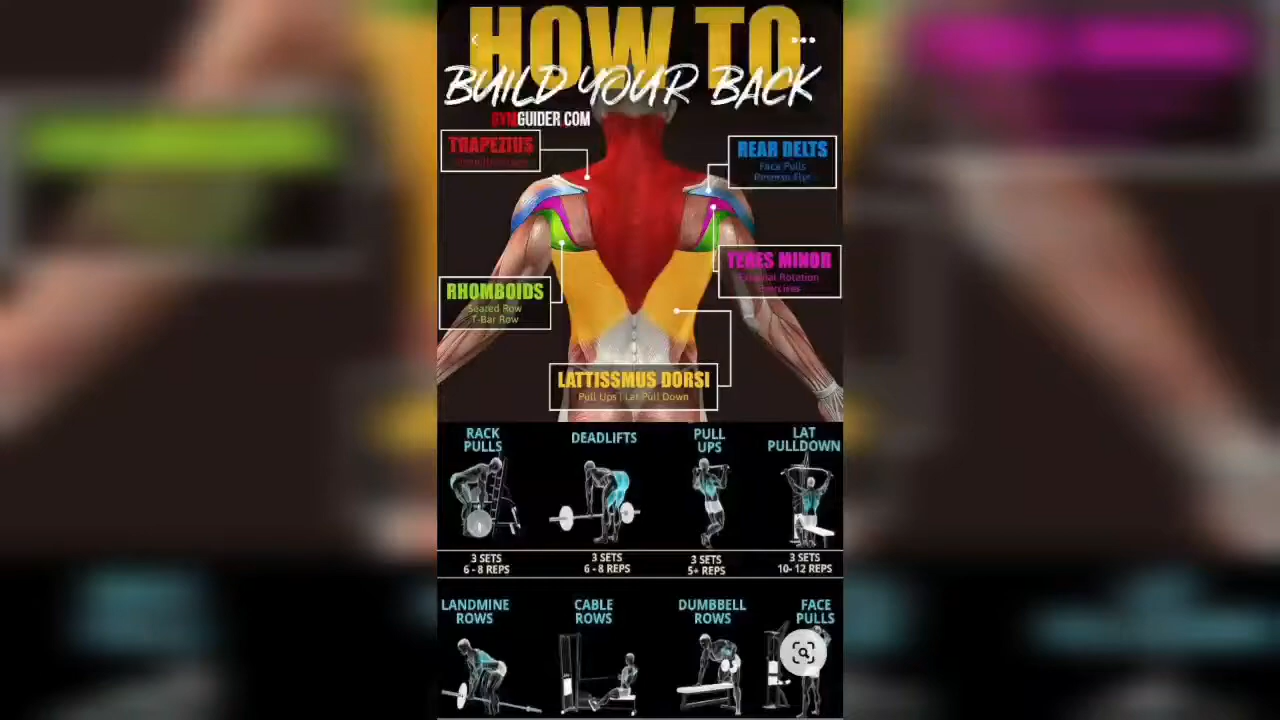 HOW TO
BUILD YOUR BACK
GYMGUIDER.COM
TRAPEZIUS
REAR DELTS
Face Pulls
TERES MINOR
External Rotation
Exercises
RHOMBOIDS
Seated Row
T-Bar Row
LATTISSMUS DORSI
Pull Ups | Lat Pull Down
RACK
PULLS
DEADLIFTS
PULL
UPS
LAT
PULLDOWN
3 SETS
6 - 8 REPS
3 SETS
6 - 8 REPS
3 SETS
5+ REPS
3 SETS
10- 12 REPS
LANDMINE
ROWS
CABLE
ROWS
DUMBBELL
ROWS
FACE
PULLS